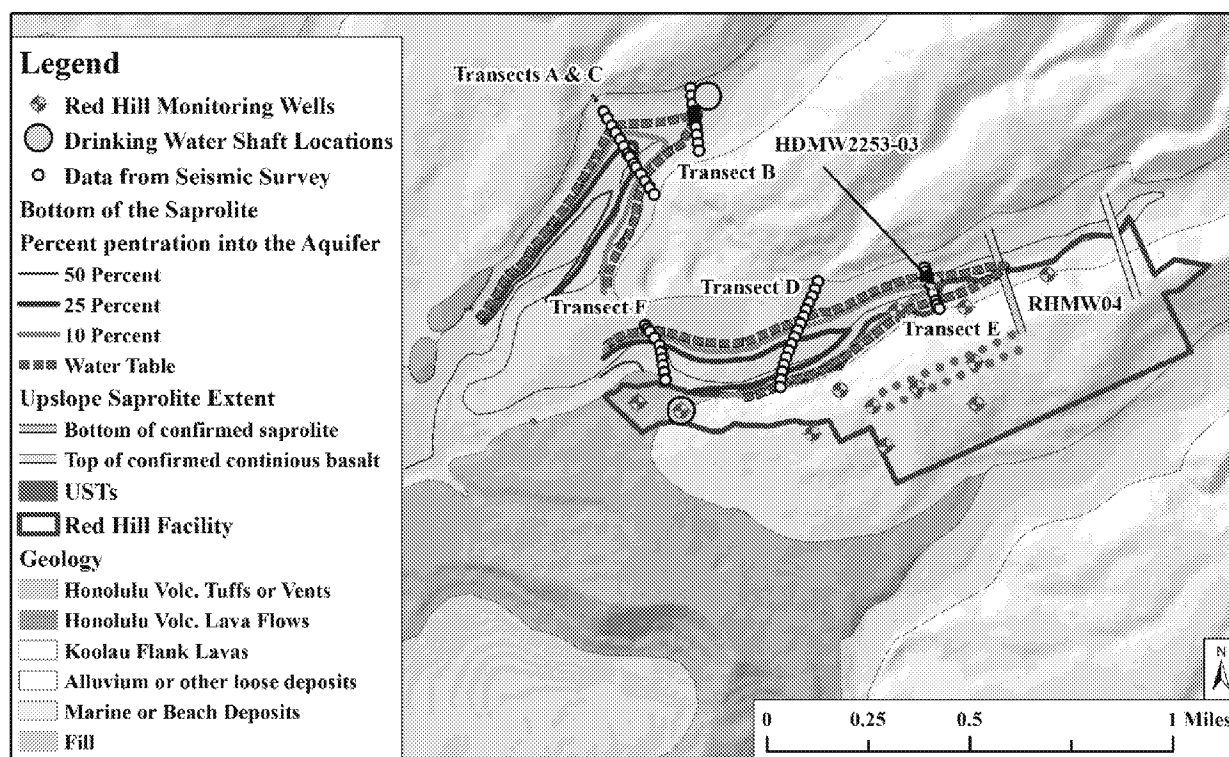 Legend
Red Hill Monitoring Wells
Drinking Water Shaft Locations
Data from Seismic Survey
Bottom of the Saprolite
Percent pentration into the Aquifer
50 Percent
25 Percent
10 Percent
Water Table
Upslope Saprolite Extent
Bottom of confirmed saprolite
Top of confirmed continious basalt
USTs
Red Hill Facility
Geology
Honolulu Volc. Tuffs or Vents
Honolulu Volc. Lava Flows
Koolau Flank Lavas
Alluvium or other loose deposits
Marine or Beach Deposits
Fill
Transects A & C
HDMW2253-03
Transect B
Transect D
Transect F
RHMW04
Transect E
N
0 0.25 0.5 1 Miles